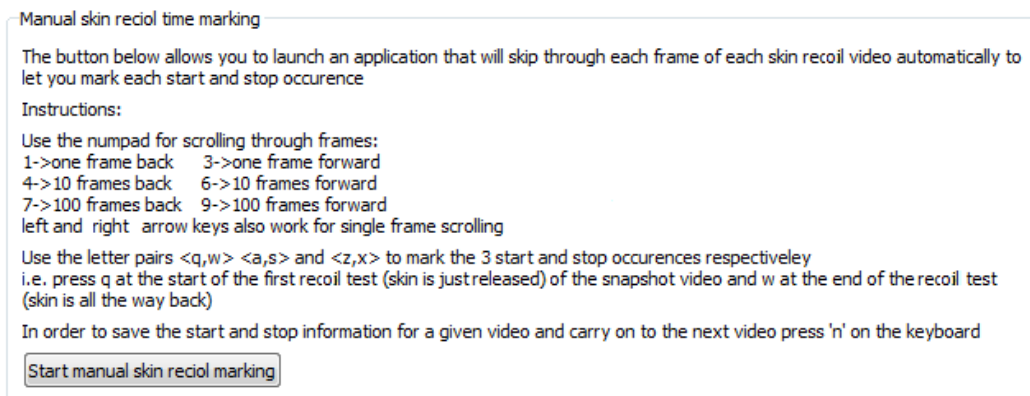 Manual skin reciol time marking
The button below allows you to launch an application that will skip through each frame of each skin recoil video automatically to
let you mark each start and stop occurence
Instructions:
Use the numpad for scrolling through frames:
1->one frame back 3->one frame forward
4->10 frames back 6->10 frames forward
7->100 frames back 9->100 frames forward
left and right arrow keys also work for single frame scrolling
Use the letter pairs <q,w> <a,s> and <z,x> to mark the 3 start and stop occurences respectiveley
i.e. press q at the start of the first recoil test (skin is just released) of the snapshot video and w at the end of the recoil test
(skin is all the way back)
In order to save the start and stop information for a given video and carry on to the next video press 'n' on the keyboard
Start manual skin reciol marking